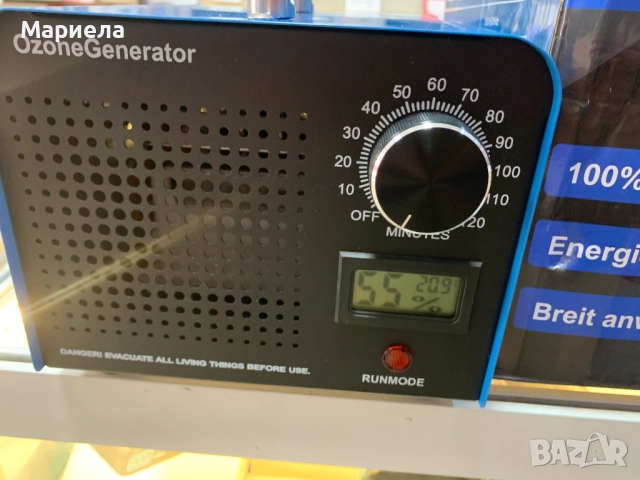 Мариела
OzoneGenerator
OFF 10 20 30 40 50 60 70 80 90 100 110 120
MINUTES
55 %
20.9
RUNMODE
DANGER! EVACUATE ALL LIVING THINGS BEFORE USE.
100%
Energie
Breit anw
BAZAR